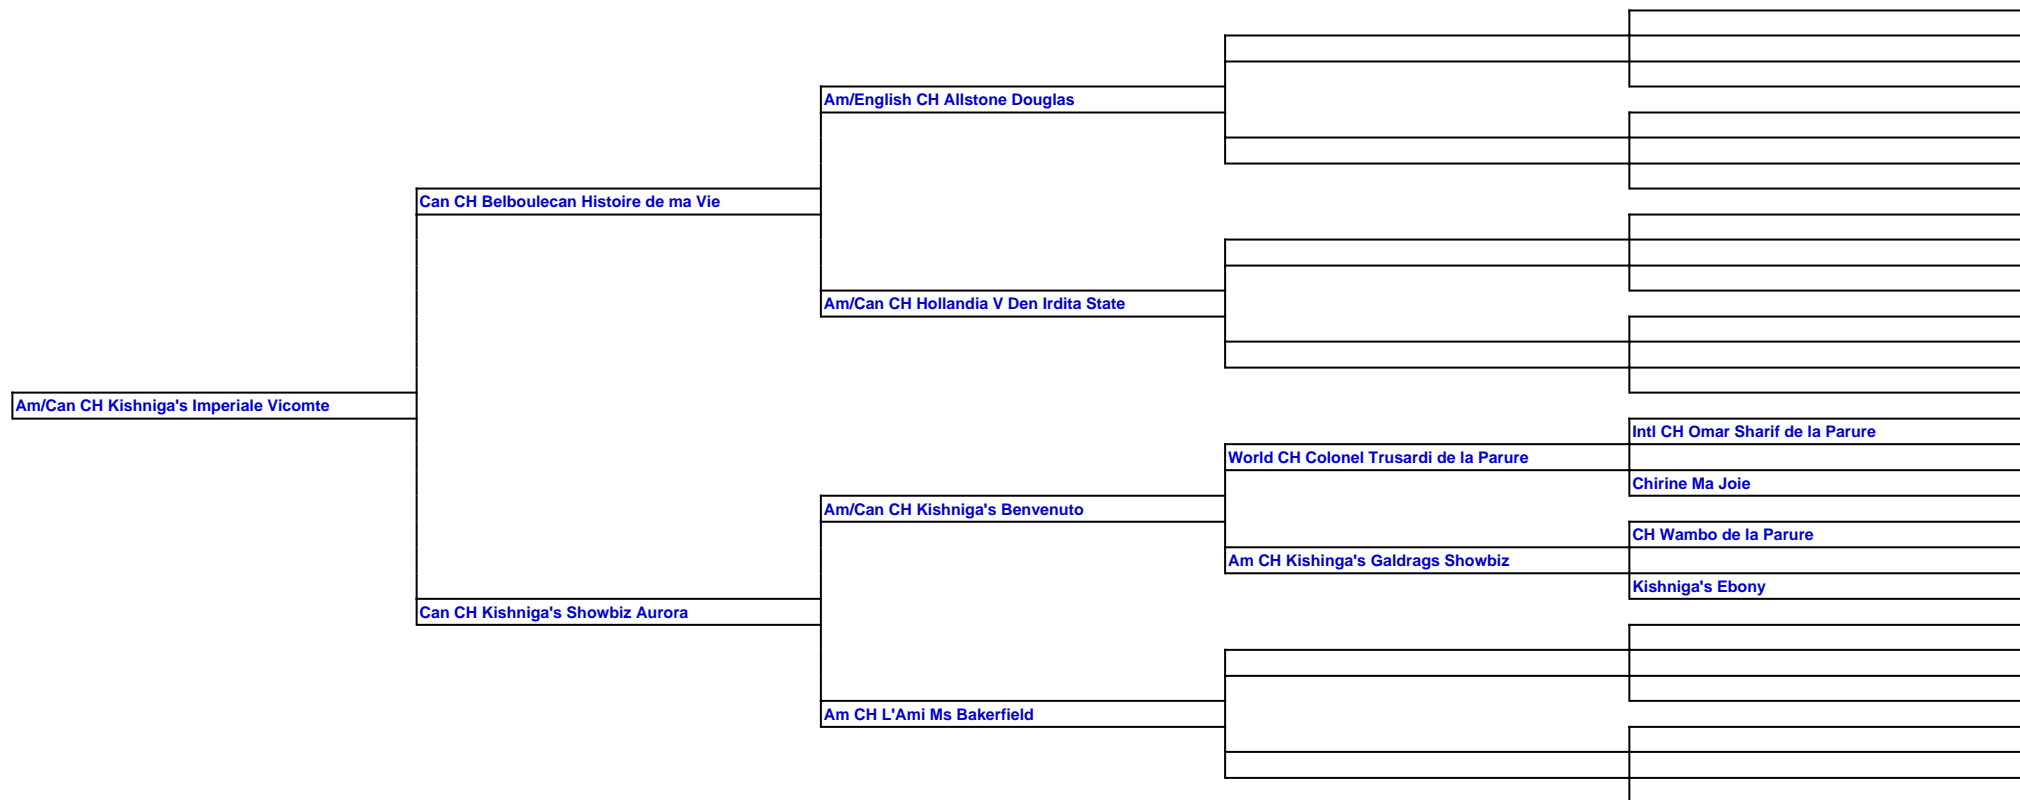 Am/English CH Allstone Douglas
Can CH Belboulecan Histoire de ma Vie
Am/Can CH Hollandia V Den Irdita State
Am/Can CH Kishniga's Imperiale Vicomte
Intl CH Omar Sharif de la Parure
World CH Colonel Trusardi de la Parure
Chirine Ma Joie
Am/Can CH Kishniga's Benvenuto
CH Wambo de la Parure
Am CH Kishinga's Galdrags Showbiz
Kishniga's Ebony
Can CH Kishniga's Showbiz Aurora
Am CH L'Ami Ms Bakerfield